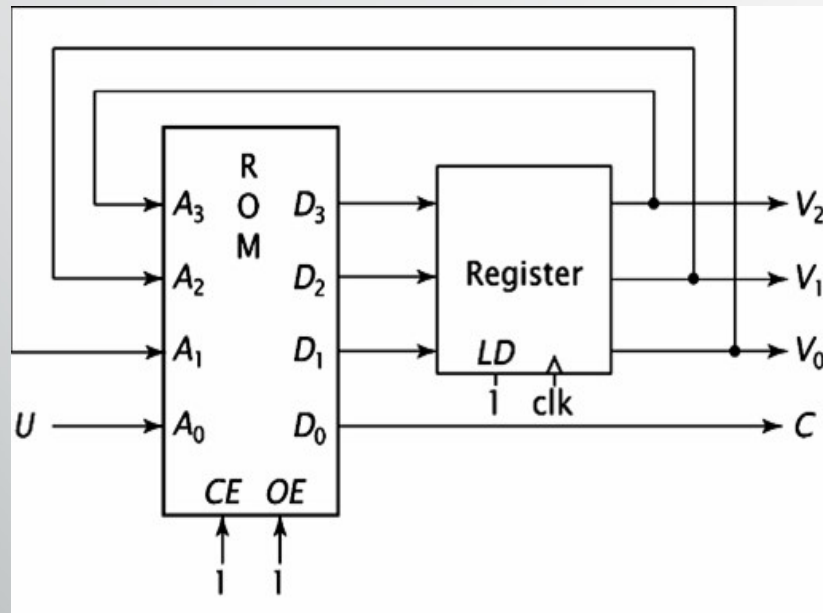 R
O
M
A₃ D₃ V₂
A₂ D₂ Register V₁
A₁ D₁ LD V₀
1 clk
U A₀ D₀ C
CE OE
1 1